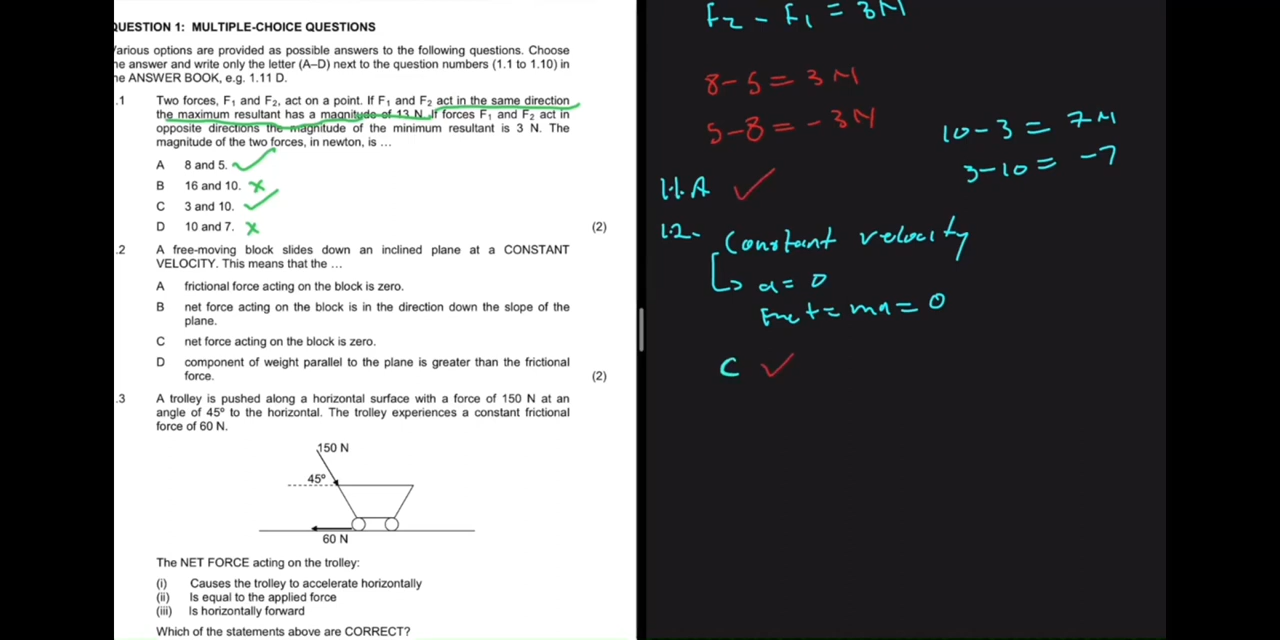 QUESTION 1: MULTIPLE-CHOICE QUESTIONS
Various options are provided as possible answers to the following questions. Choose
he answer and write only the letter (A–D) next to the question numbers (1.1 to 1.10) in
he ANSWER BOOK, e.g. 1.11 D.
.1 Two forces, F1 and F2, act on a point. If F1 and F2 act in the same direction
the maximum resultant has a magnitude of 13 N. If forces F1 and F2 act in
opposite directions the magnitude of the minimum resultant is 3 N. The
magnitude of the two forces, in newton, is ...
A 8 and 5.
B 16 and 10.
C 3 and 10.
D 10 and 7. (2)
.2 A free-moving block slides down an inclined plane at a CONSTANT
VELOCITY. This means that the ...
A frictional force acting on the block is zero.
B net force acting on the block is in the direction down the slope of the
plane.
C net force acting on the block is zero.
D component of weight parallel to the plane is greater than the frictional
force. (2)
.3 A trolley is pushed along a horizontal surface with a force of 150 N at an
angle of 45º to the horizontal. The trolley experiences a constant frictional
force of 60 N.
150 N
45º
60 N
The NET FORCE acting on the trolley:
(i) Causes the trolley to accelerate horizontally
(ii) Is equal to the applied force
(iii) Is horizontally forward
Which of the statements above are CORRECT?
F2 - F1 = 3N
8-5 = 3N
5-8 = -3N
10-3 = 7N
3-10 = -7
1.1. A
1.2- Constant velocity
a = 0
Fnet = ma = 0
C